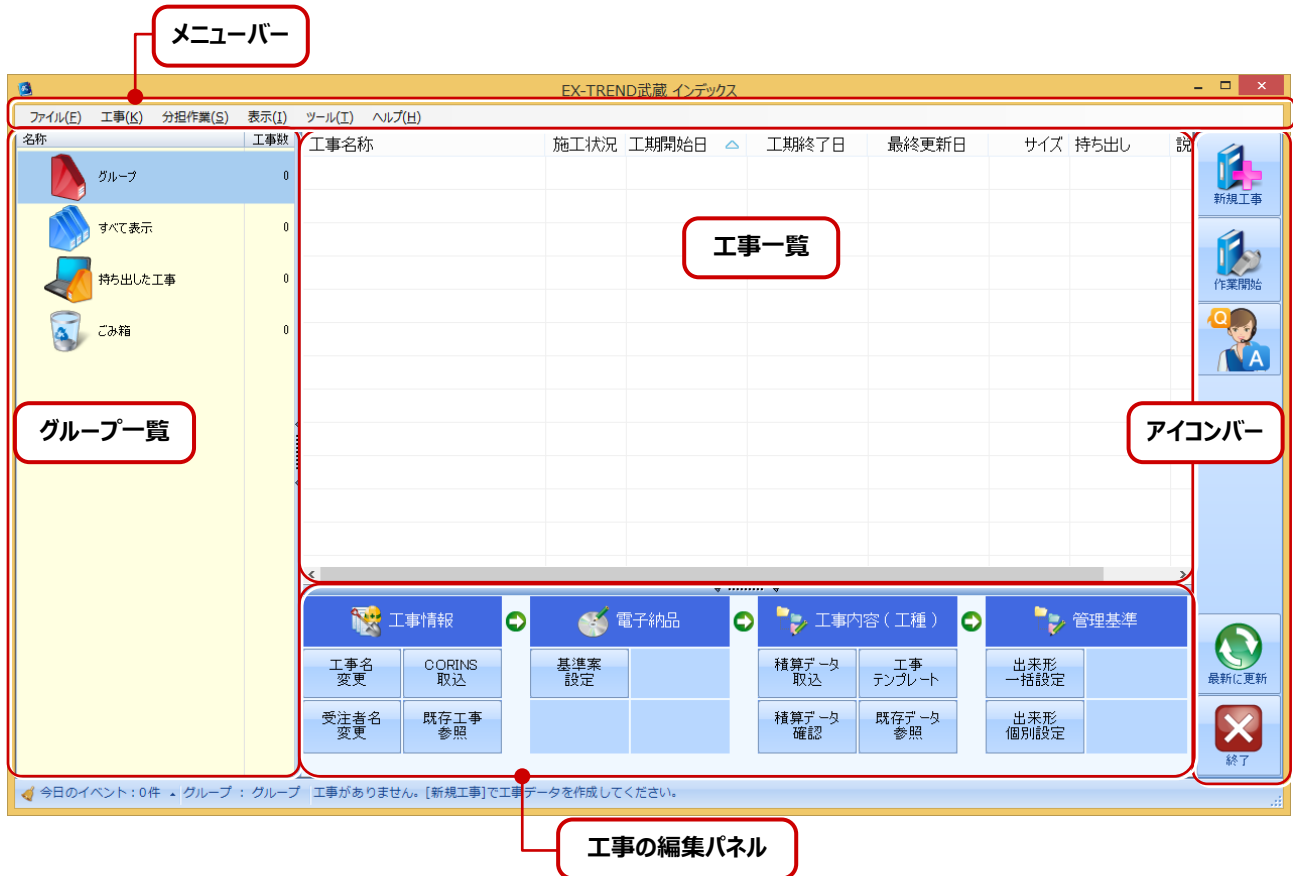 メニューバー
EX-TREND武蔵 インデックス
ファイル(F) 工事(K) 分担作業(S) 表示(I) ツール(T) ヘルプ(H)
名称 工事数
グループ 0
すべて表示 0
持ち出した工事 0
ごみ箱 0
グループ一覧
工事名称 施工状況 工期開始日 工期終了日 最終更新日 サイズ 持ち出し 説
工事一覧
新規工事
作業開始
Q
A
アイコンバー
最新に更新
終了
工事情報 電子納品 工事内容(工種) 管理基準
工事名
変更
CORINS
取込
基準案
設定
積算データ
取込
工事
テンプレート
出来形
一括設定
受注者名
変更
既存工事
参照
積算データ
確認
既存データ
参照
出来形
個別設定
今日のイベント:0件 グループ : グループ 工事がありません。[新規工事]で工事データを作成してください。
工事の編集パネル